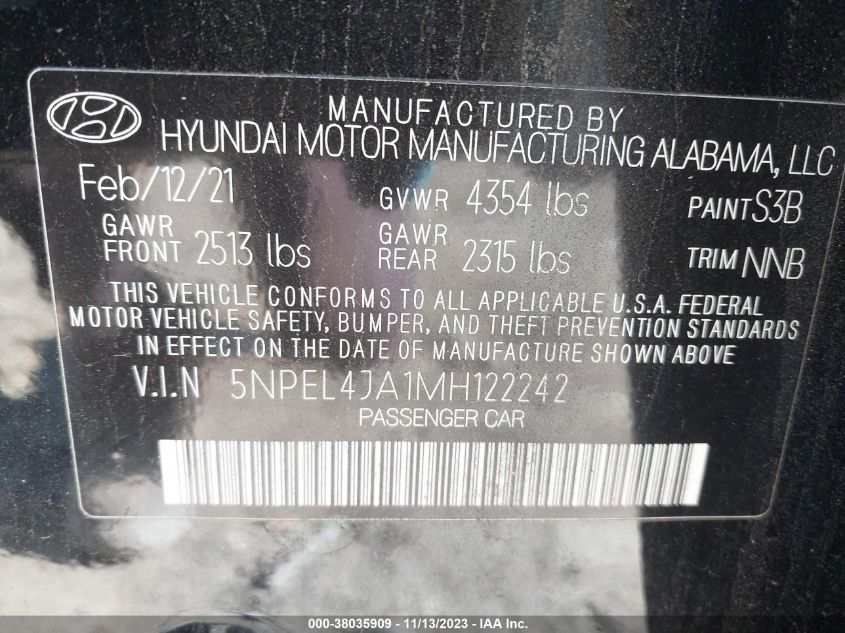 MANUFACTURED BY
HYUNDAI MOTOR MANUFACTURING ALABAMA, LLC
Feb/12/21 GVWR 4354 lbs PAINT S3B
GAWR FRONT 2513 lbs GAWR REAR 2315 lbs TRIM NNB
THIS VEHICLE CONFORMS TO ALL APPLICABLE U.S.A. FEDERAL
MOTOR VEHICLE SAFETY, BUMPER, AND THEFT PREVENTION STANDARDS
IN EFFECT ON THE DATE OF MANUFACTURE SHOWN ABOVE
V.I.N 5NPEL4JA1MH122242
PASSENGER CAR
000-38035909 - 11/13/2023 - IAA Inc.